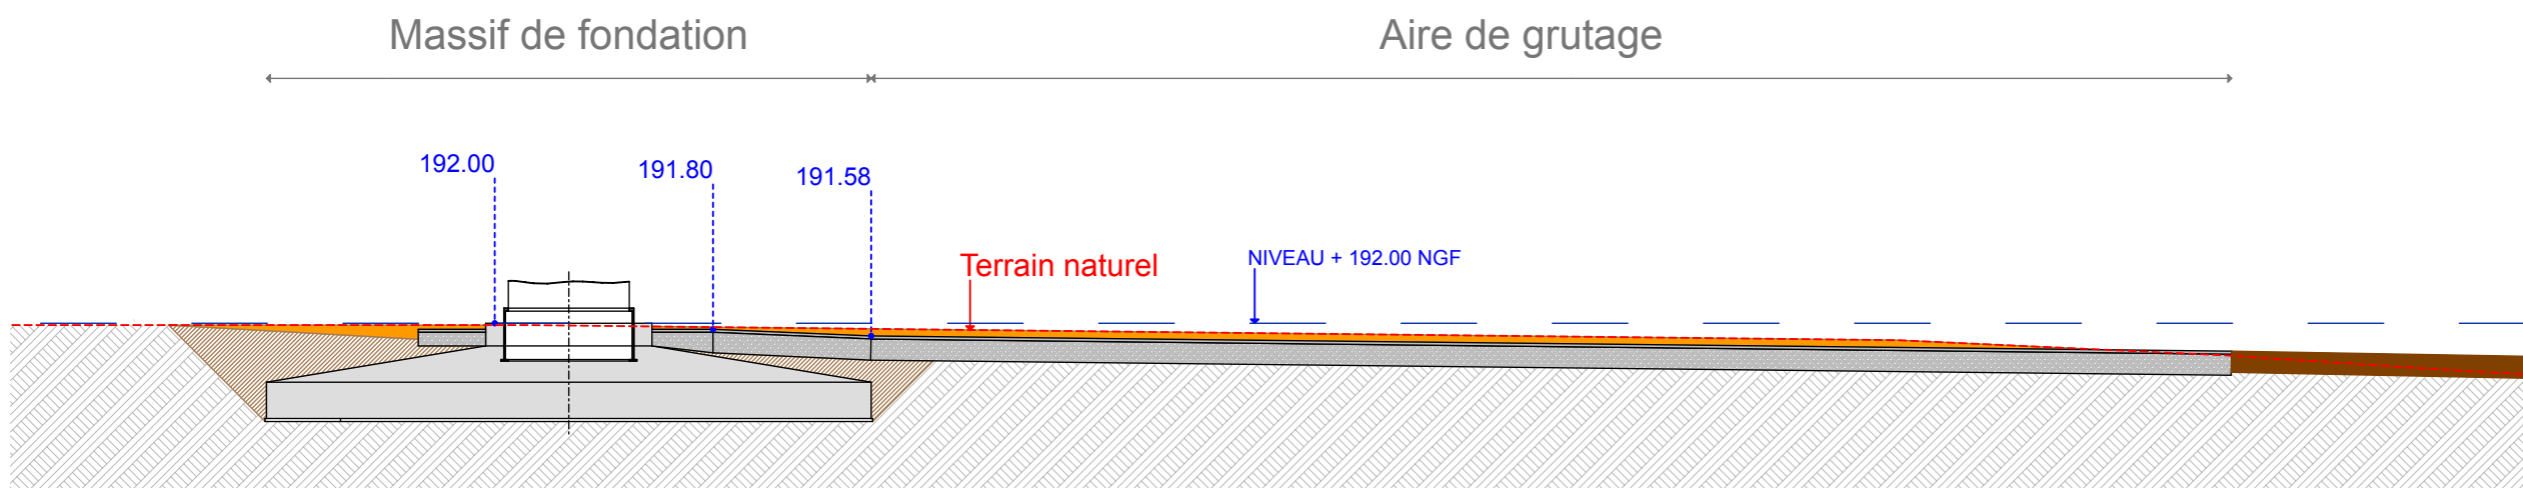 Massif de fondation
Aire de grutage
192.00
191.80
191.58
Terrain naturel
NIVEAU + 192.00 NGF